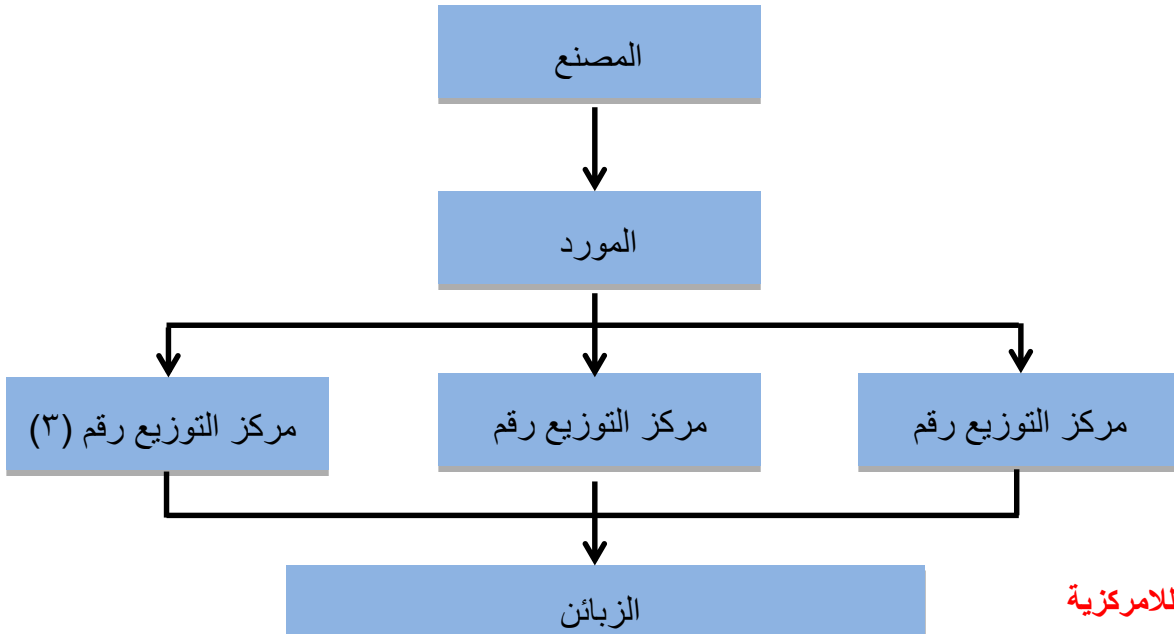 المصنع
المورد
مركز التوزيع رقم
مركز التوزيع رقم
مركز التوزيع رقم (٣)
الزبائن
للامركزية